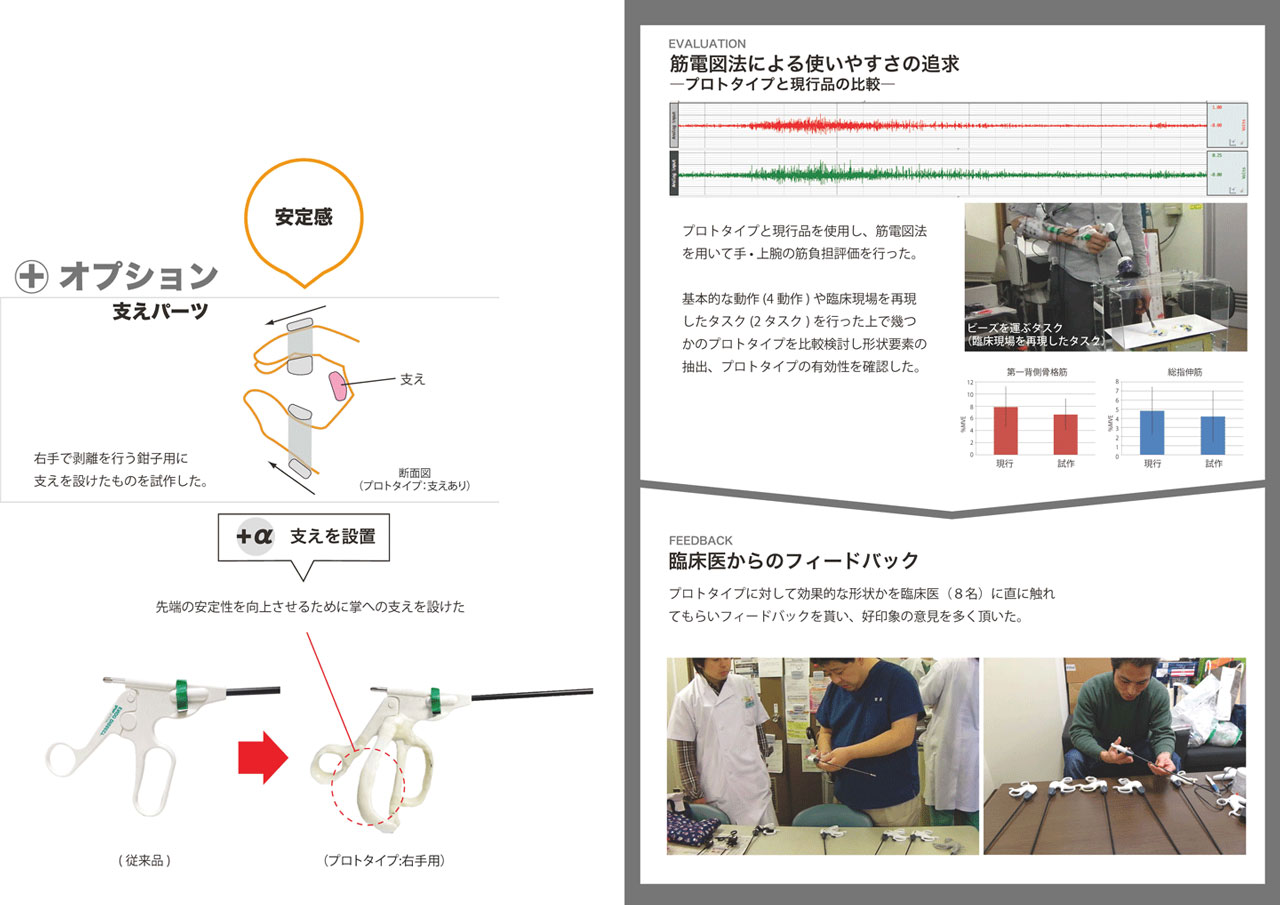 安定感
オプション
支えパーツ
支え
右手で剥離を行う鉗子用に
支えを設けたものを試作した。
断面図
(プロトタイプ：支えあり)
+α 支えを設置
先端の安定性を向上させるために掌への支えを設けた
(従来品)
(プロトタイプ:右手用)
EVALUATION
筋電図法による使いやすさの追求
―プロトタイプと現行品の比較―
プロトタイプと現行品を使用し、筋電図法
を用いて手・上腕の筋負担評価を行った。
基本的な動作(4動作)や臨床現場を再現
したタスク(2タスク)を行った上で幾つ
かのプロトタイプを比較検討し形状要素の
抽出、プロトタイプの有効性を確認した。
ビーズを運ぶタスク
(臨床現場を再現したタスク)
第一背側骨格筋
%MVE
12
10
8
6
4
2
0
現行
試作
総指伸筋
%MVE
8
7
6
5
4
3
2
1
0
現行
試作
FEEDBACK
臨床医からのフィードバック
プロトタイプに対して効果的な形状かを臨床医（８名）に直に触れ
てもらいフィードバックを貰い、好印象の意見を多く頂いた。